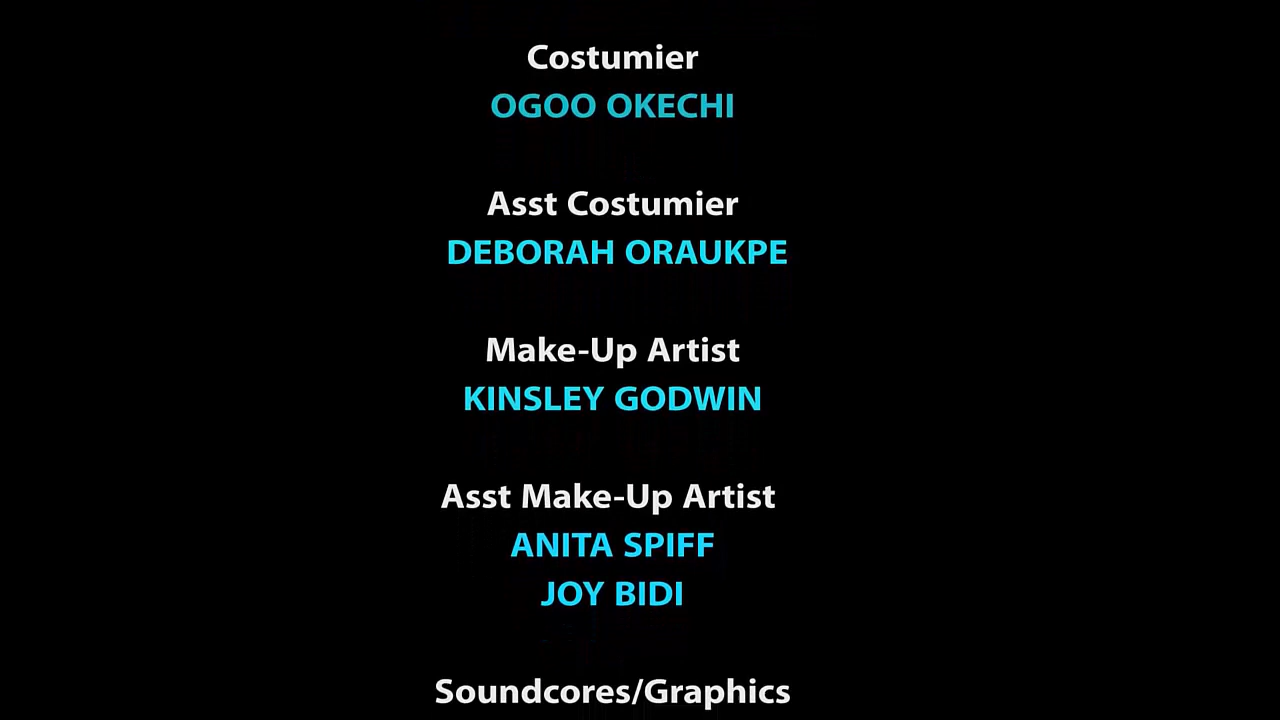 Costumier
OGOO OKECHI
Asst Costumier
DEBORAH ORAUKPE
Make-Up Artist
KINSLEY GODWIN
Asst Make-Up Artist
ANITA SPIFF
JOY BIDI
Soundcores/Graphics